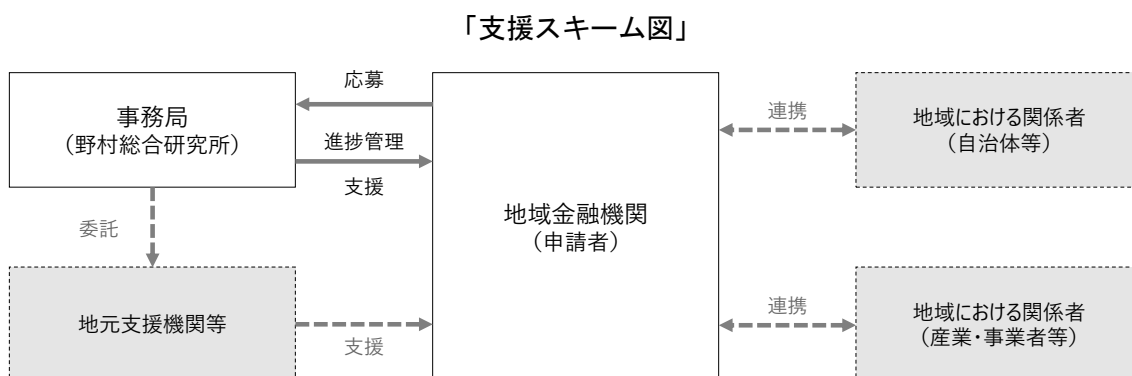 「支援スキーム図」
事務局
（野村総合研究所）
応募
進捗管理
支援
委託
地元支援機関等
支援
地域金融機関
（申請者）
連携
地域における関係者
（自治体等）
連携
地域における関係者
（産業・事業者等）